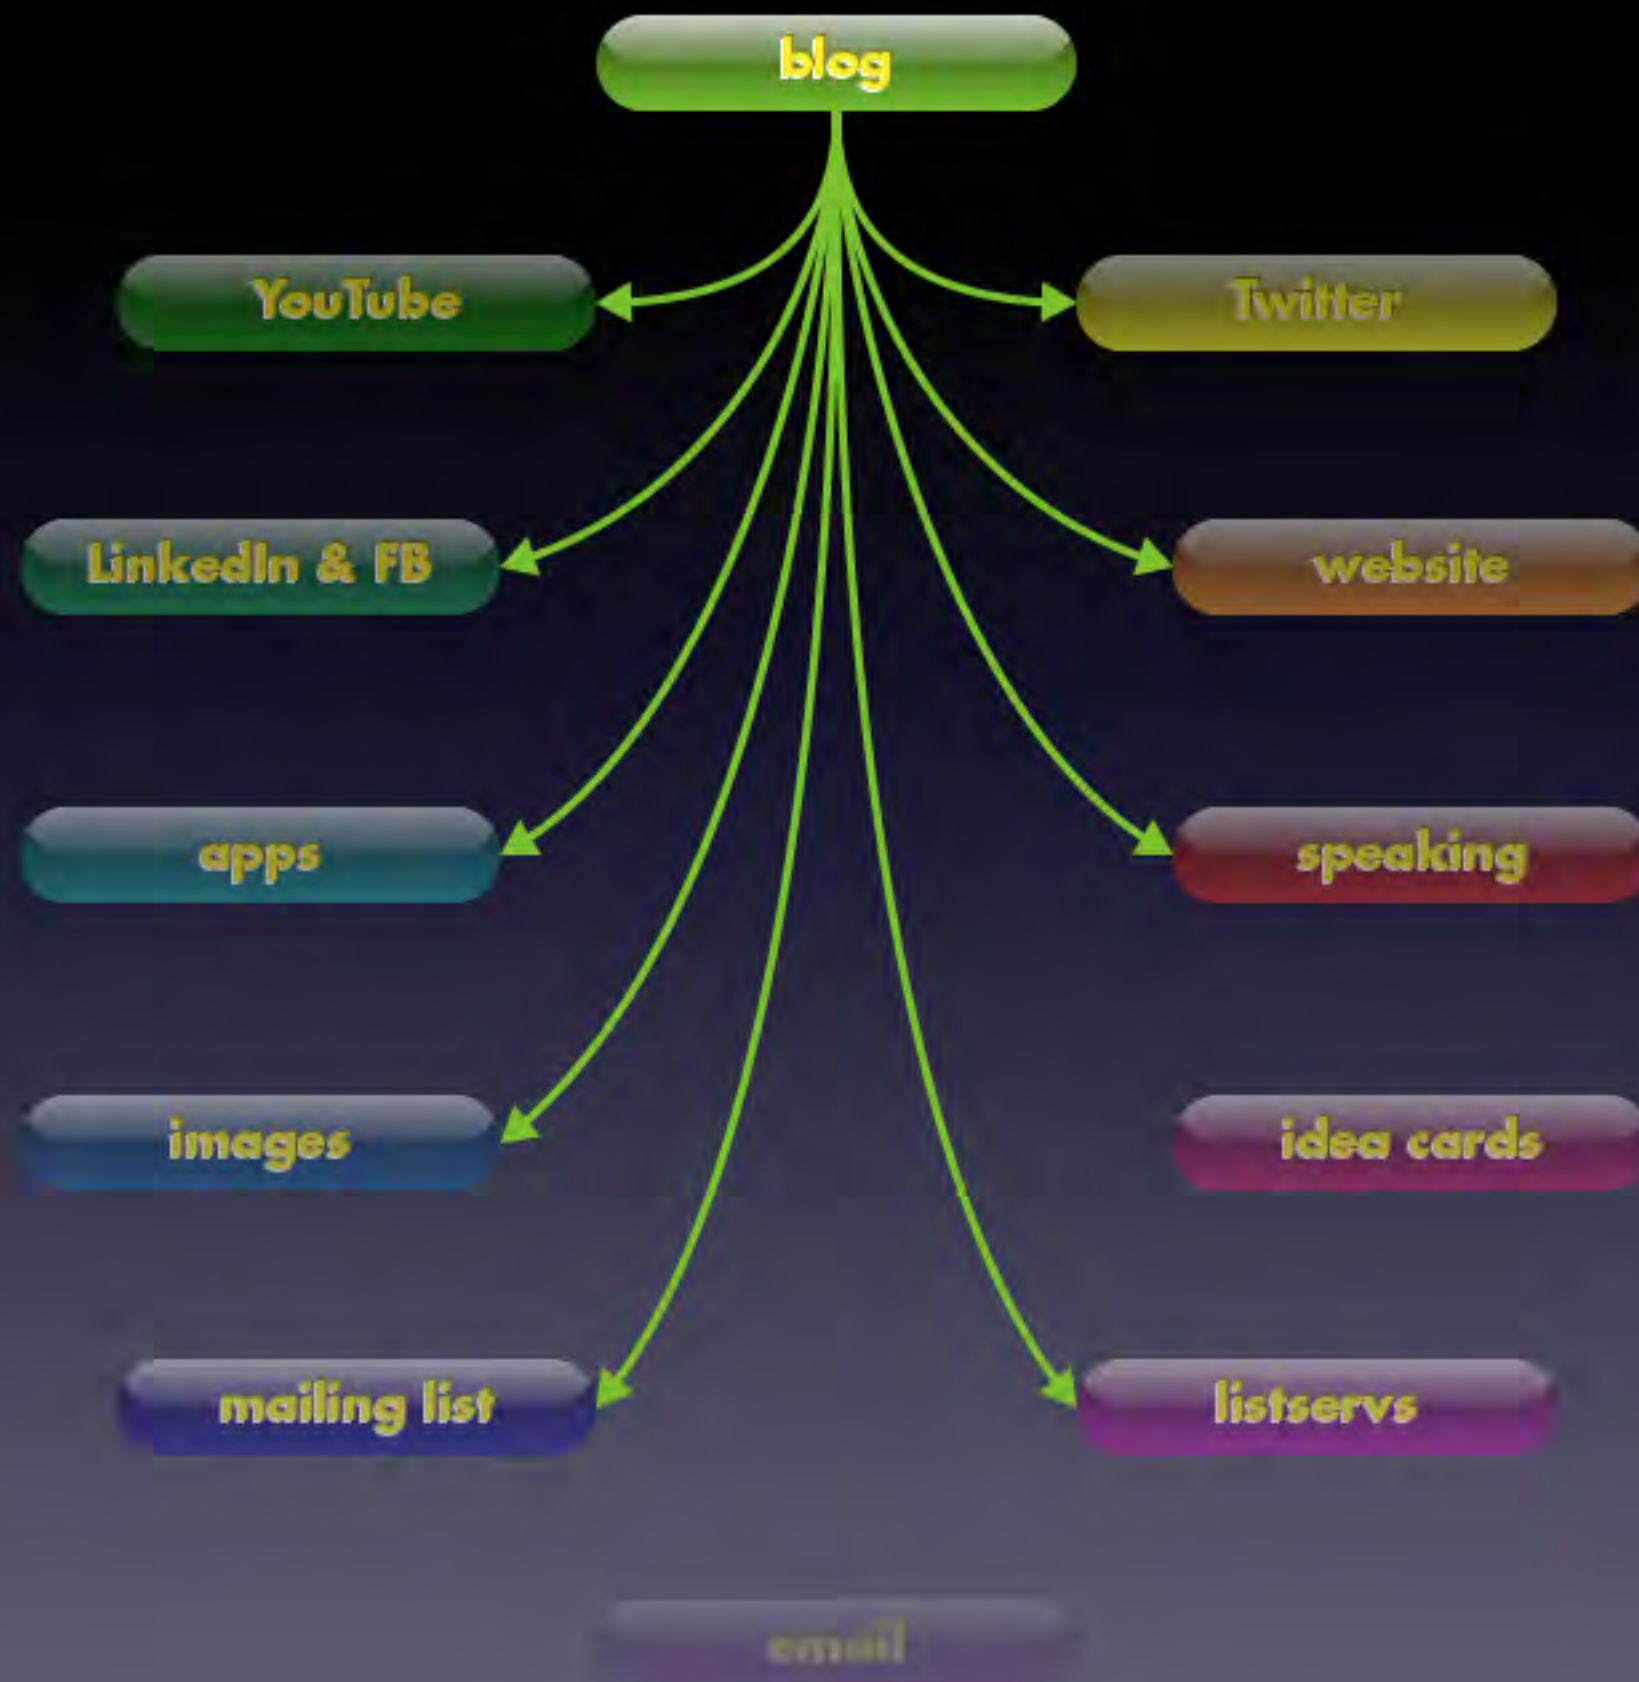 blog
YouTube
Twitter
LinkedIn & FB
website
apps
speaking
images
idea cards
mailing list
listservs
email